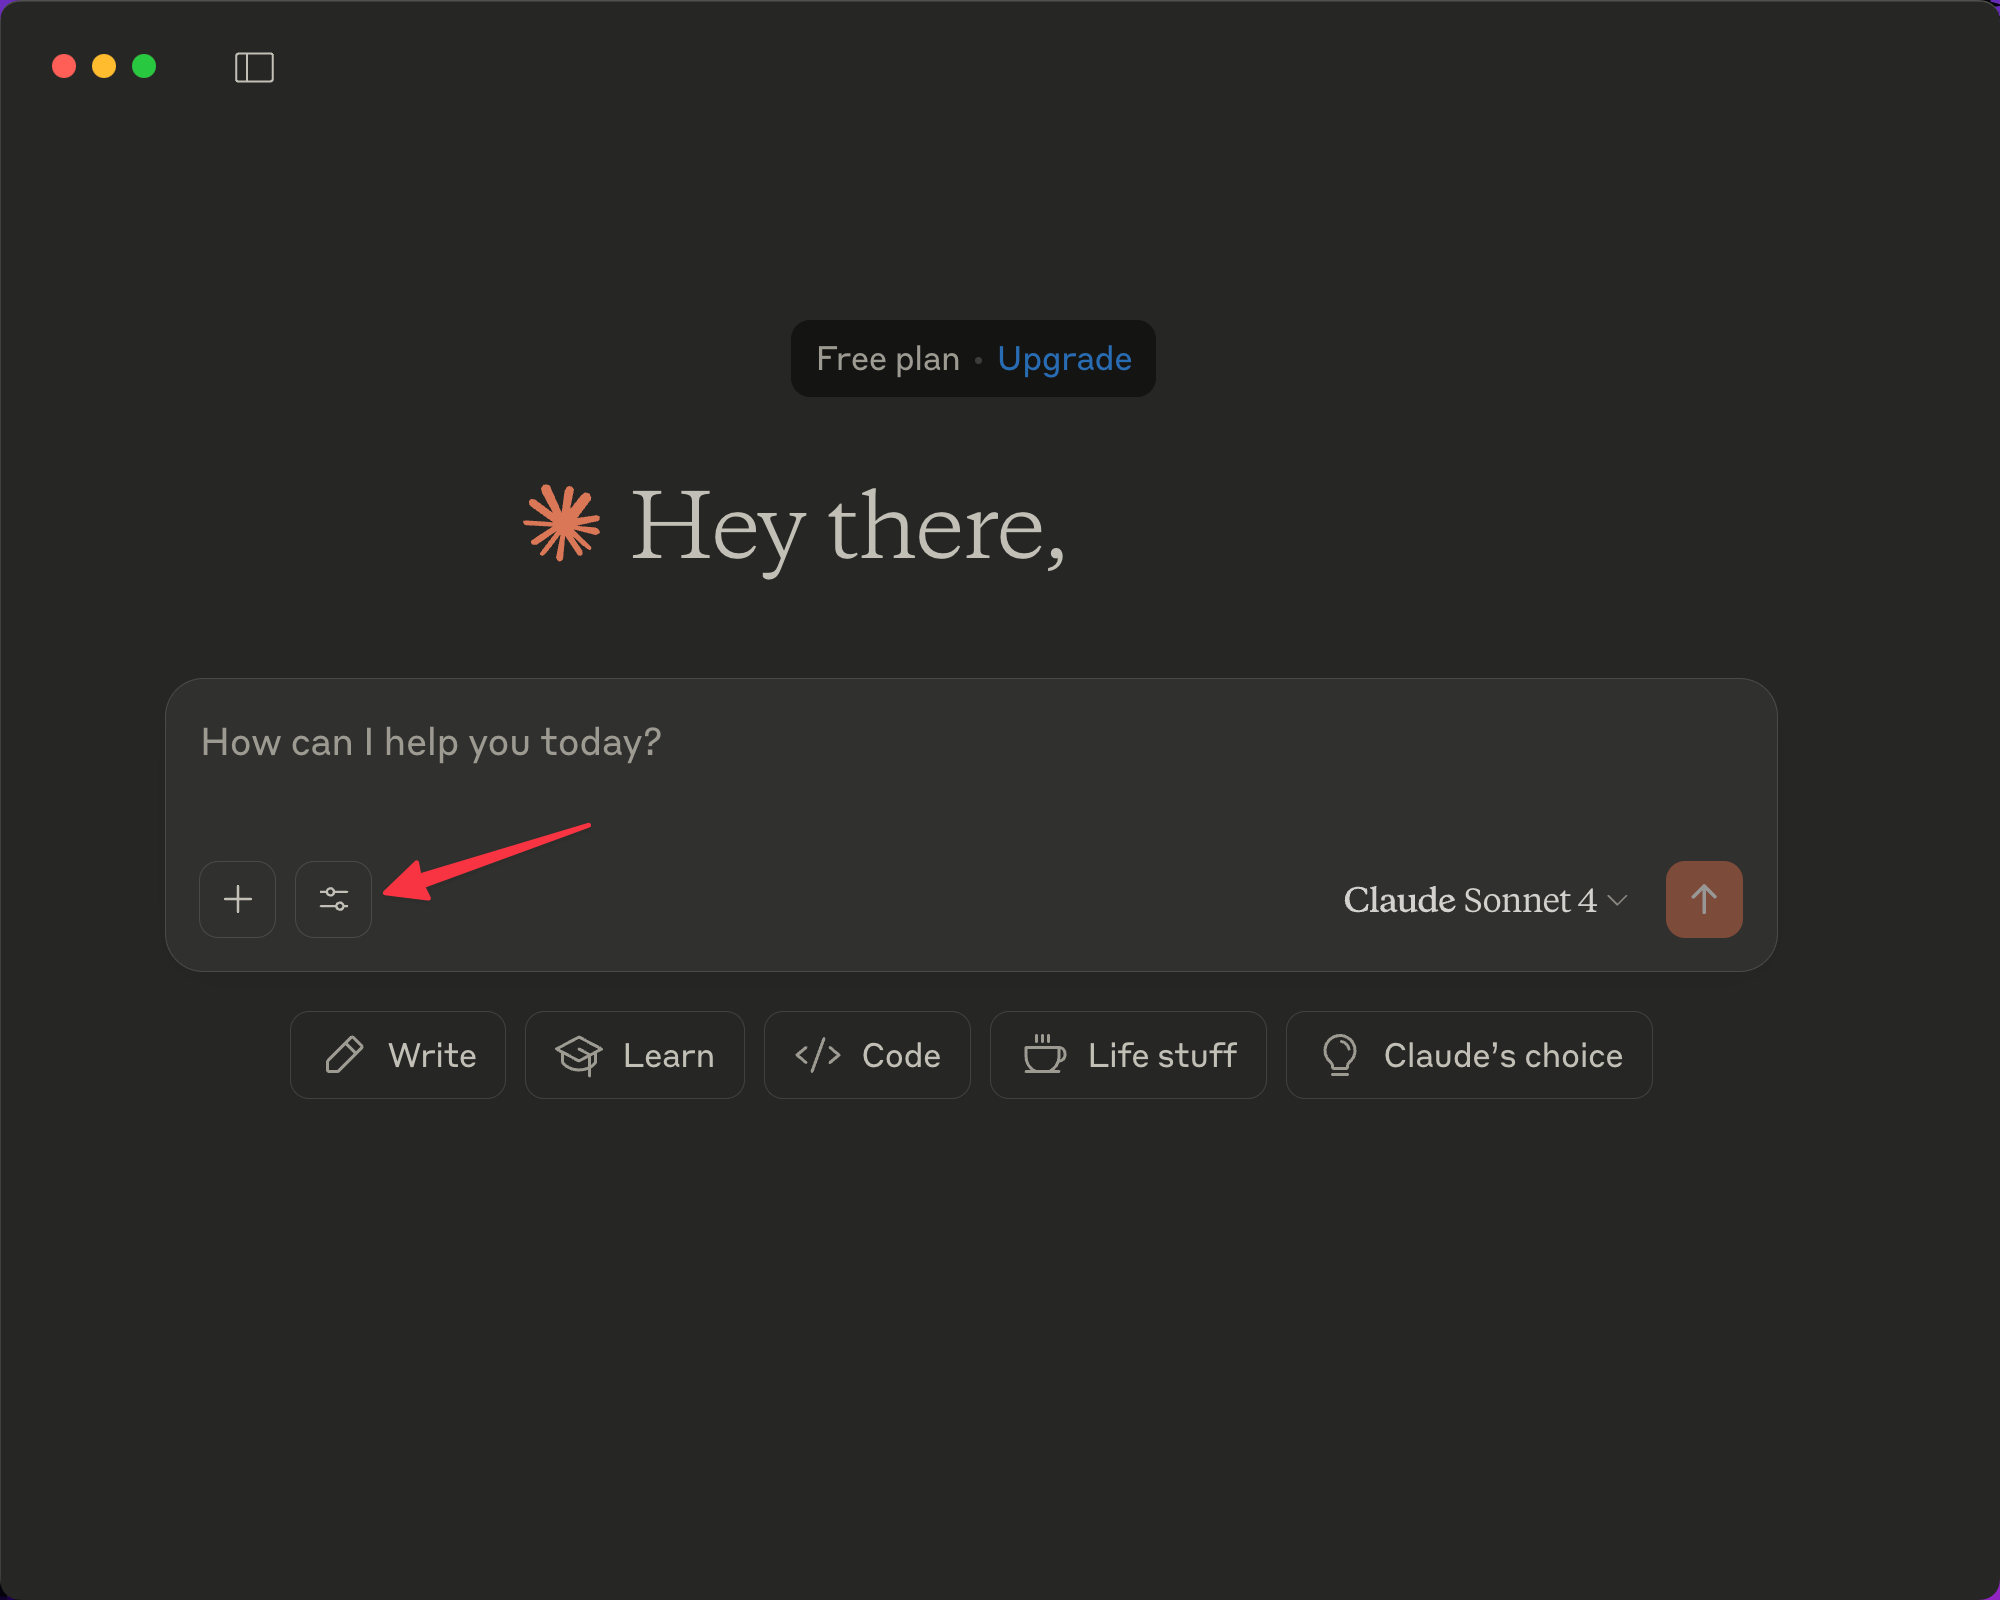 Free plan • Upgrade
Hey there,
How can I help you today?
Claude Sonnet 4
Write
Learn
Code
Life stuff
Claude’s choice